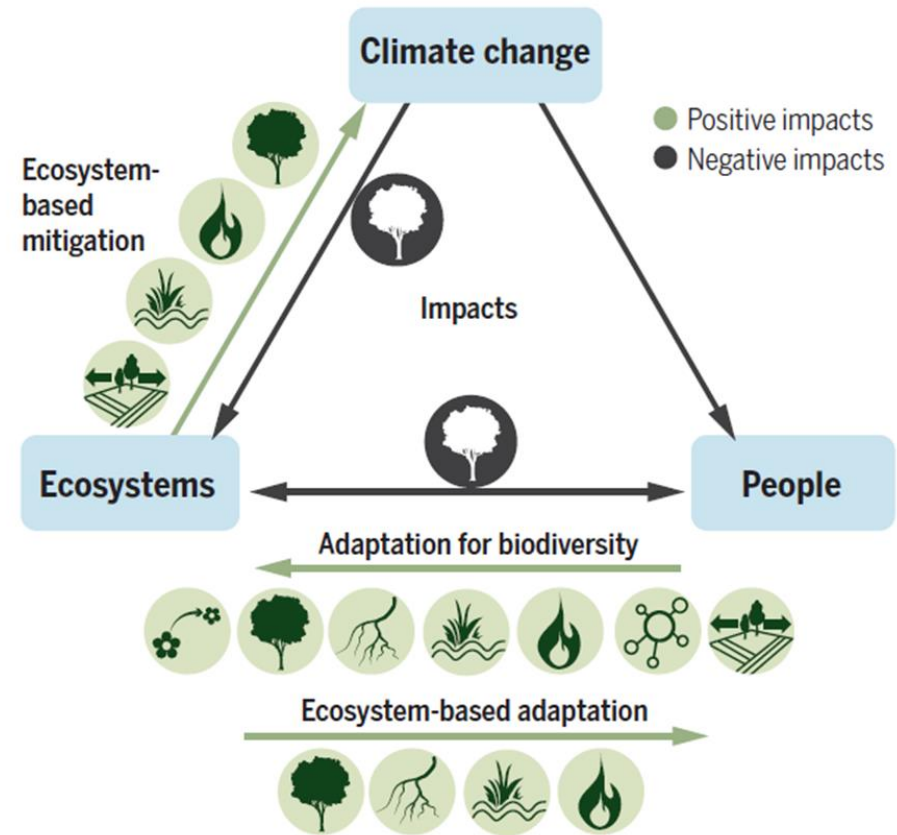 Climate change
Positive impacts
Negative impacts
Ecosystem-
based
mitigation
Impacts
Ecosystems
People
Adaptation for biodiversity
Ecosystem-based adaptation